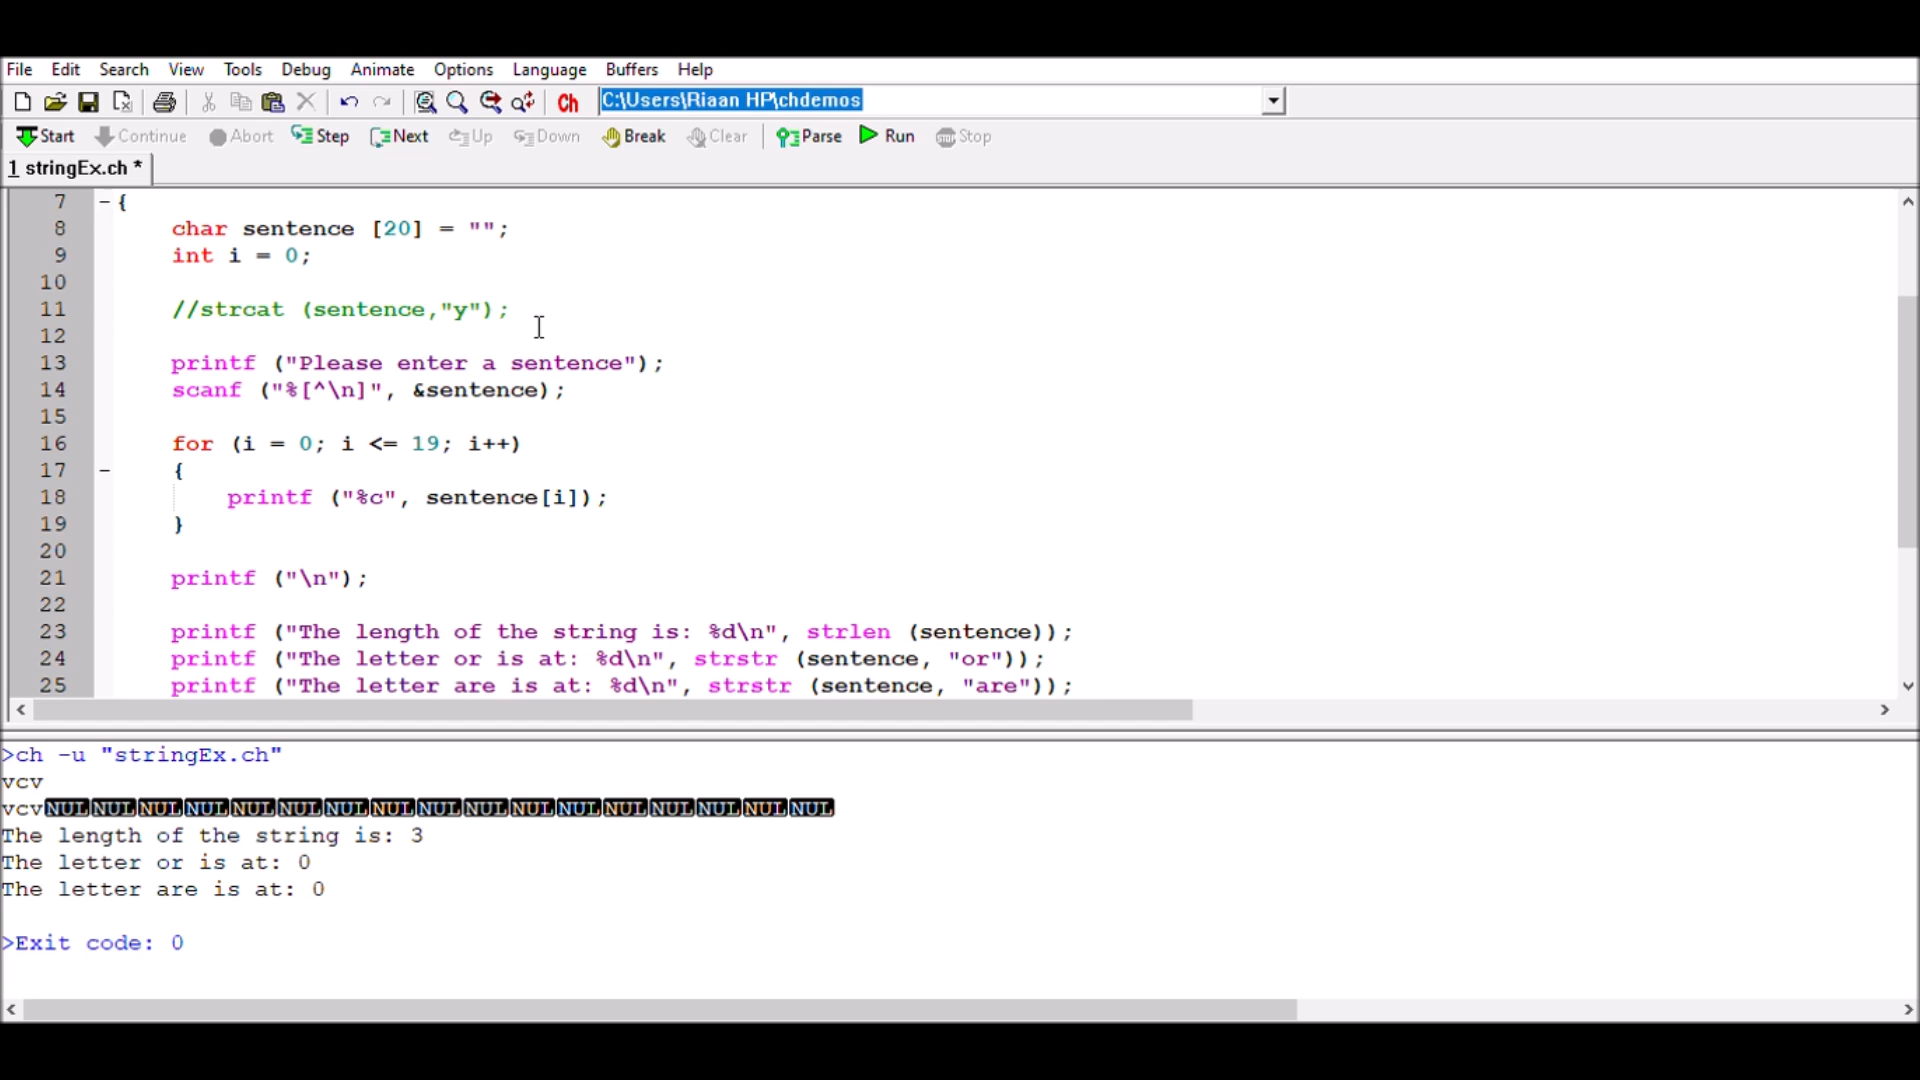 File Edit Search View Tools Debug Animate Options Language Buffers Help
Ch C:\Users\Riaan HP\chdemos
Start Continue Abort Step Next Up Down Break Clear Parse Run Stop
1 stringEx.ch *
7 {
8 char sentence [20] = "";
9 int i = 0;
10
11 //strcat (sentence,"y");
12
13 printf ("Please enter a sentence");
14 scanf ("%[^\n]", &sentence);
15
16 for (i = 0; i <= 19; i++)
17 {
18 printf ("%c", sentence[i]);
19 }
20
21 printf ("\n");
22
23 printf ("The length of the string is: %d\n", strlen (sentence));
24 printf ("The letter or is at: %d\n", strstr (sentence, "or"));
25 printf ("The letter are is at: %d\n", strstr (sentence, "are"));
>ch -u "stringEx.ch"
vcv
vcvNULNULNULNULNULNULNULNULNULNULNULNULNULNULNULNULNUL
The length of the string is: 3
The letter or is at: 0
The letter are is at: 0
>Exit code: 0